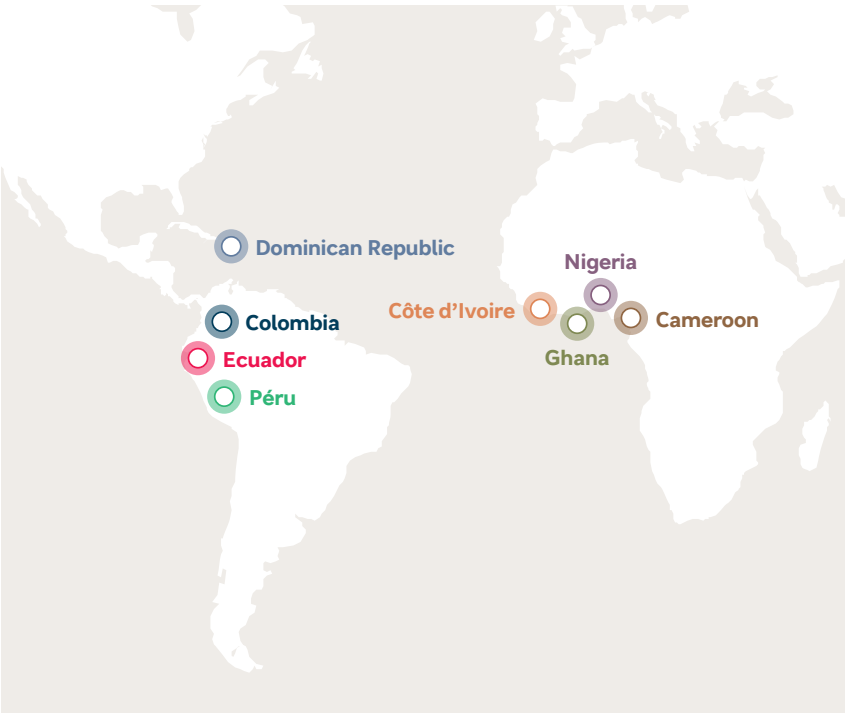 Dominican Republic
Nigeria
Côte d’Ivoire
Colombia
Cameroon
Ghana
Ecuador
Péru